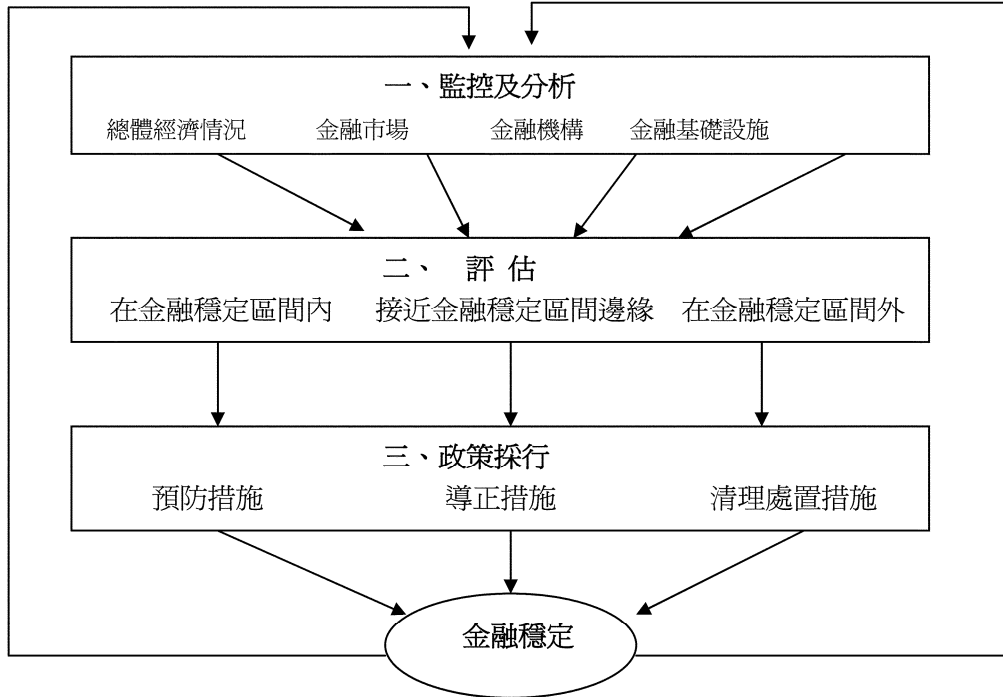 一、監控及分析
總體經濟情況 金融市場 金融機構 金融基礎設施
二、 評 估
在金融穩定區間內 接近金融穩定區間邊緣 在金融穩定區間外
三、政策採行
預防措施 導正措施 清理處置措施
金融穩定